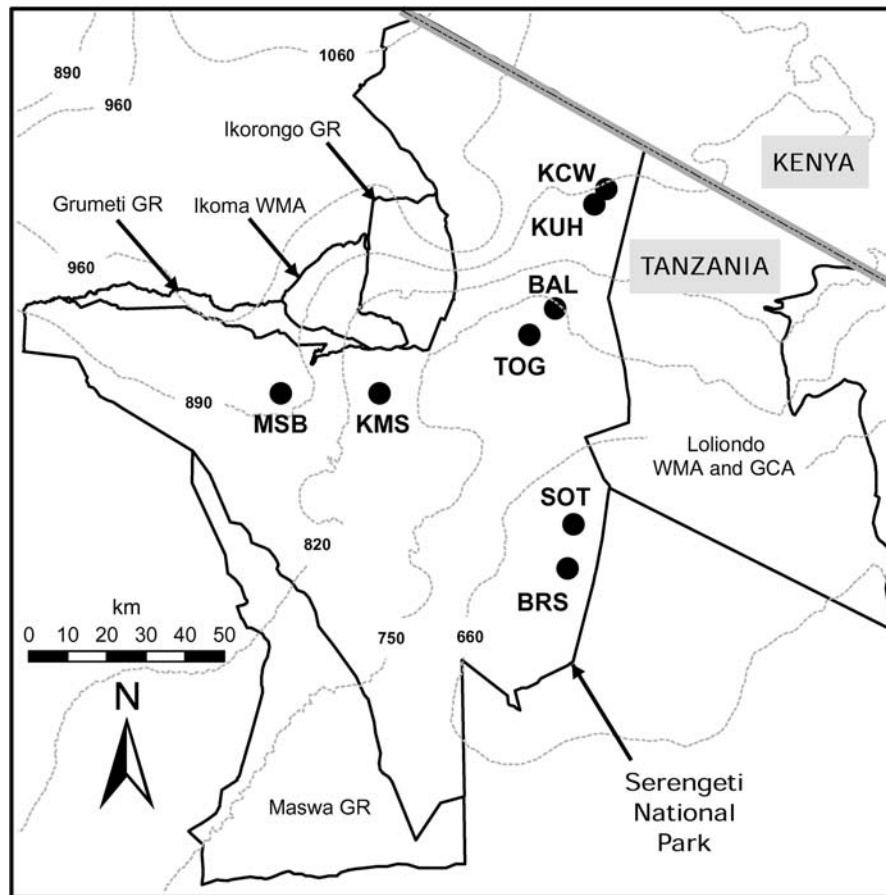 1060
890
960
Ikorongo GR
KENYA
KCW
Grumeti GR
Ikoma WMA
KUH
TANZANIA
960
BAL
TOG
890
MSB
KMS
Loliondo
WMA and GCA
SOT
820
BRS
km
750
660
0 10 20 30 40 50
N
Serengeti
National
Park
Maswa GR